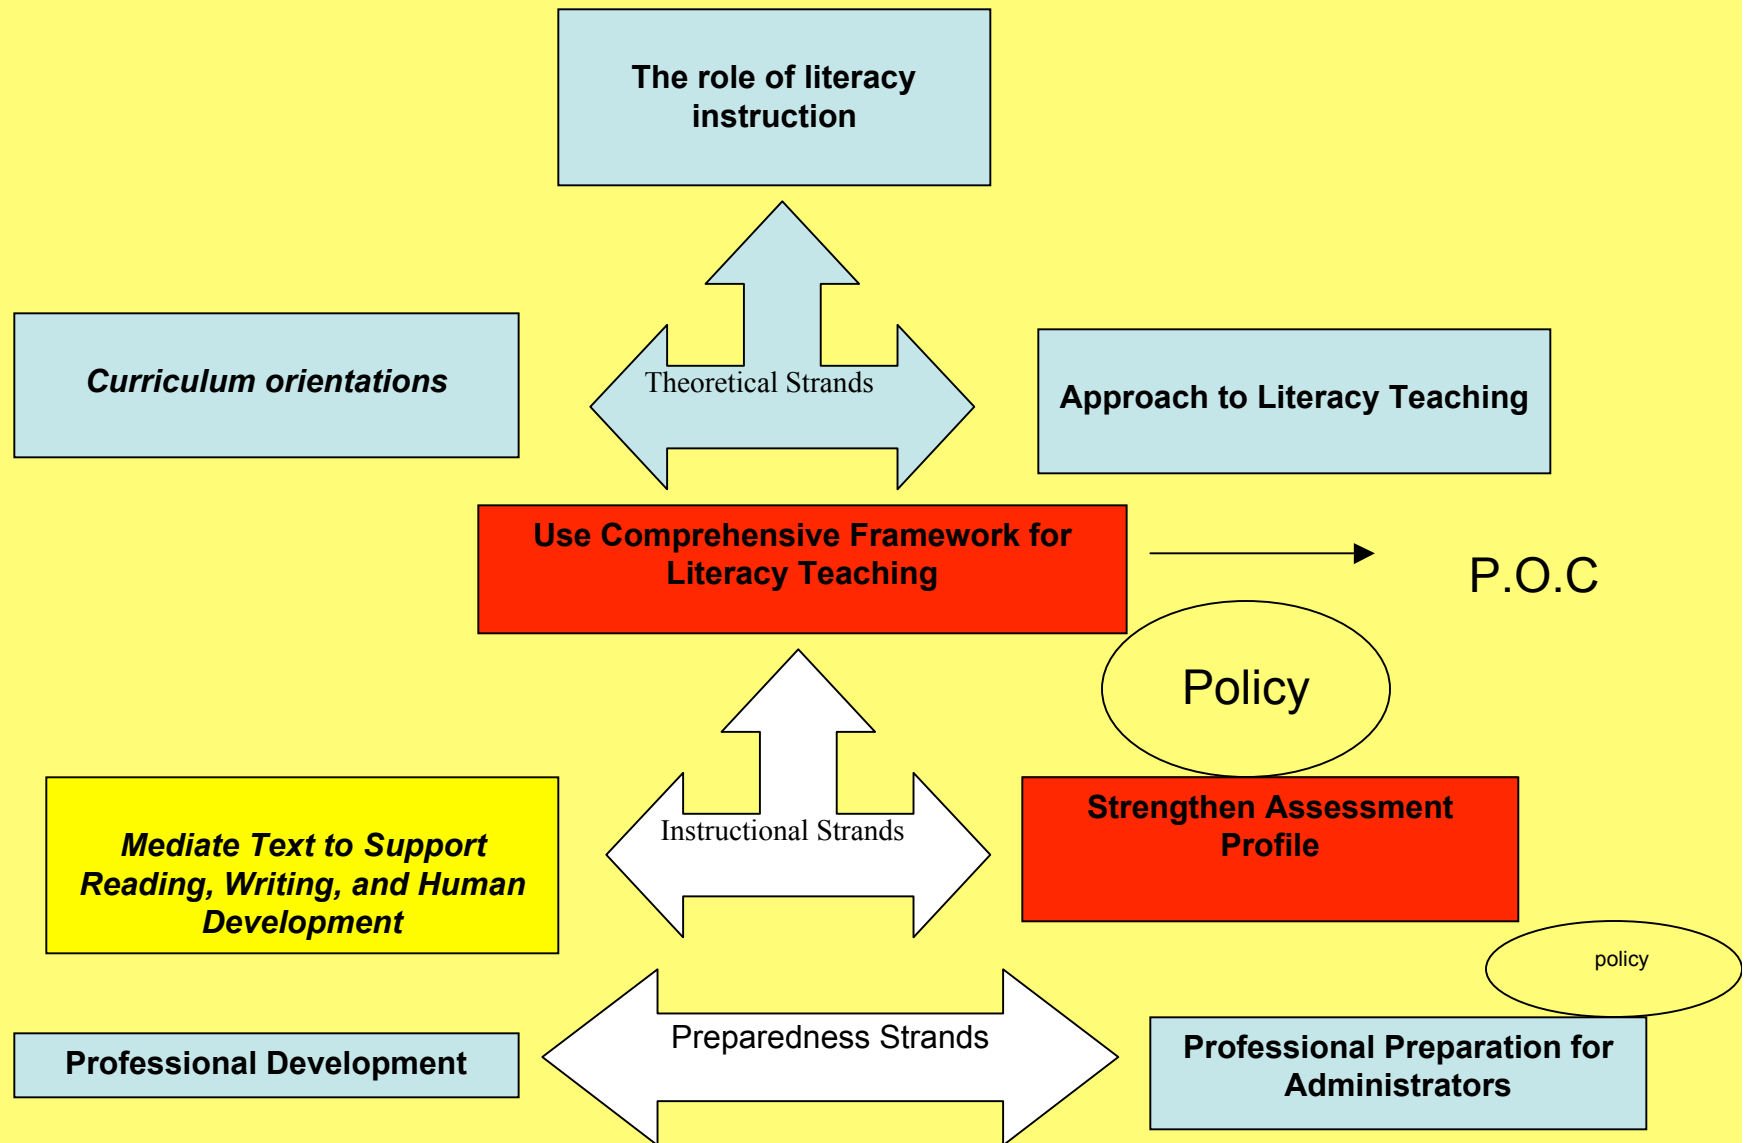 The role of literacy
instruction
Curriculum orientations
Theoretical Strands
Approach to Literacy Teaching
Use Comprehensive Framework for
Literacy Teaching
P.O.C
Policy
Mediate Text to Support
Reading, Writing, and Human
Development
Instructional Strands
Strengthen Assessment
Profile
policy
Professional Development
Preparedness Strands
Professional Preparation for
Administrators